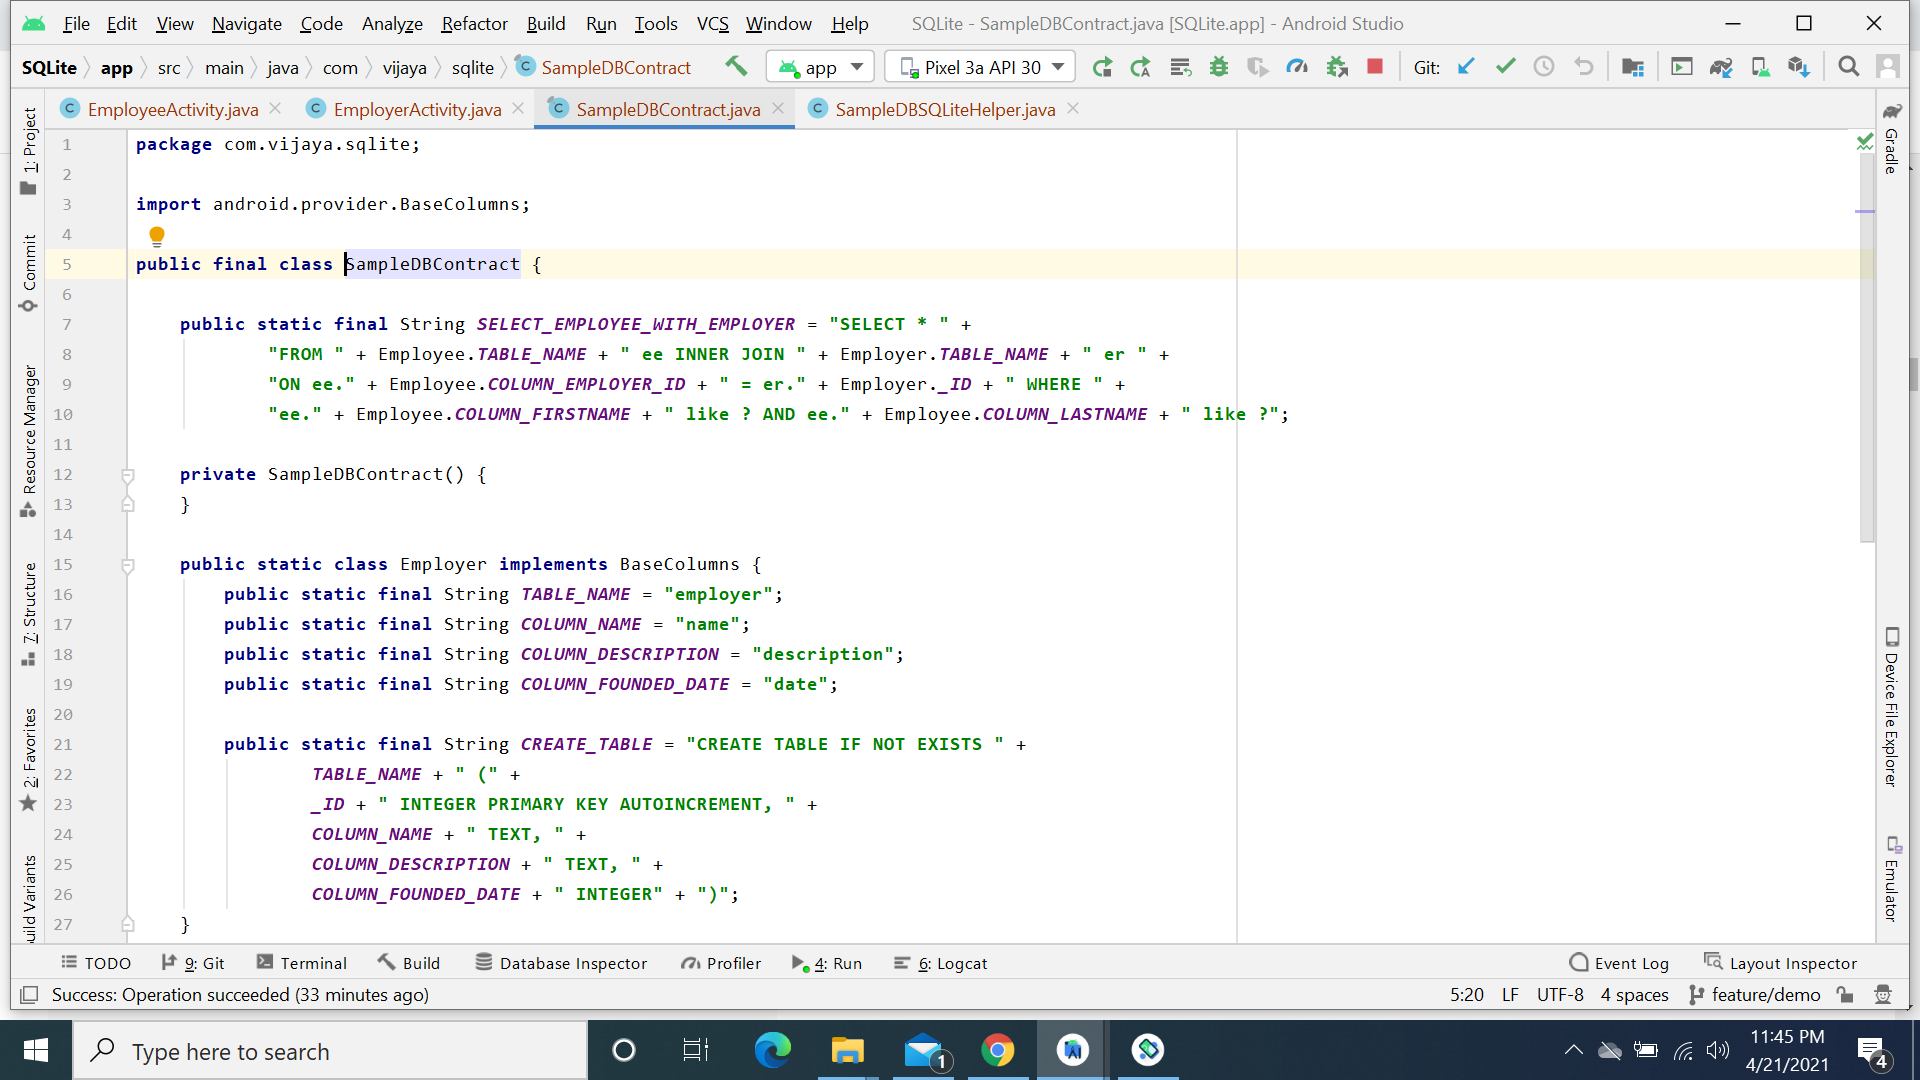 File Edit View Navigate Code Analyze Refactor Build Run Tools VCS Window Help SQLite - SampleDBContract.java [SQLite.app] - Android Studio
SQLite app src main java com vijaya sqlite C SampleDBContract app Pixel 3a API 30 Git:
C EmployeeActivity.java C EmployerActivity.java C SampleDBContract.java C SampleDBSQLiteHelper.java
1 package com.vijaya.sqlite;
2
3 import android.provider.BaseColumns;
4
5 public final class SampleDBContract {
6
7 public static final String SELECT_EMPLOYEE_WITH_EMPLOYER = "SELECT * " +
8 "FROM " + Employee.TABLE_NAME + " ee INNER JOIN " + Employer.TABLE_NAME + " er " +
9 "ON ee." + Employee.COLUMN_EMPLOYER_ID + " = er." + Employer._ID + " WHERE " +
10 "ee." + Employee.COLUMN_FIRSTNAME + " like ? AND ee." + Employee.COLUMN_LASTNAME + " like ?";
11
12 private SampleDBContract() {
13 }
14
15 public static class Employer implements BaseColumns {
16 public static final String TABLE_NAME = "employer";
17 public static final String COLUMN_NAME = "name";
18 public static final String COLUMN_DESCRIPTION = "description";
19 public static final String COLUMN_FOUNDED_DATE = "date";
20
21 public static final String CREATE_TABLE = "CREATE TABLE IF NOT EXISTS " +
22 TABLE_NAME + " (" +
23 _ID + " INTEGER PRIMARY KEY AUTOINCREMENT, " +
24 COLUMN_NAME + " TEXT, " +
25 COLUMN_DESCRIPTION + " TEXT, " +
26 COLUMN_FOUNDED_DATE + " INTEGER" + ")";
27 }
1: Project
Commit
Resource Manager
7: Structure
2: Favorites
uild Variants
Gradle
Device File Explorer
Emulator
TODO 9: Git Terminal Build Database Inspector Profiler 4: Run 6: Logcat Event Log Layout Inspector
Success: Operation succeeded (33 minutes ago) 5:20 LF UTF-8 4 spaces feature/demo
Type here to search 1 11:45 PM
4/21/2021 4